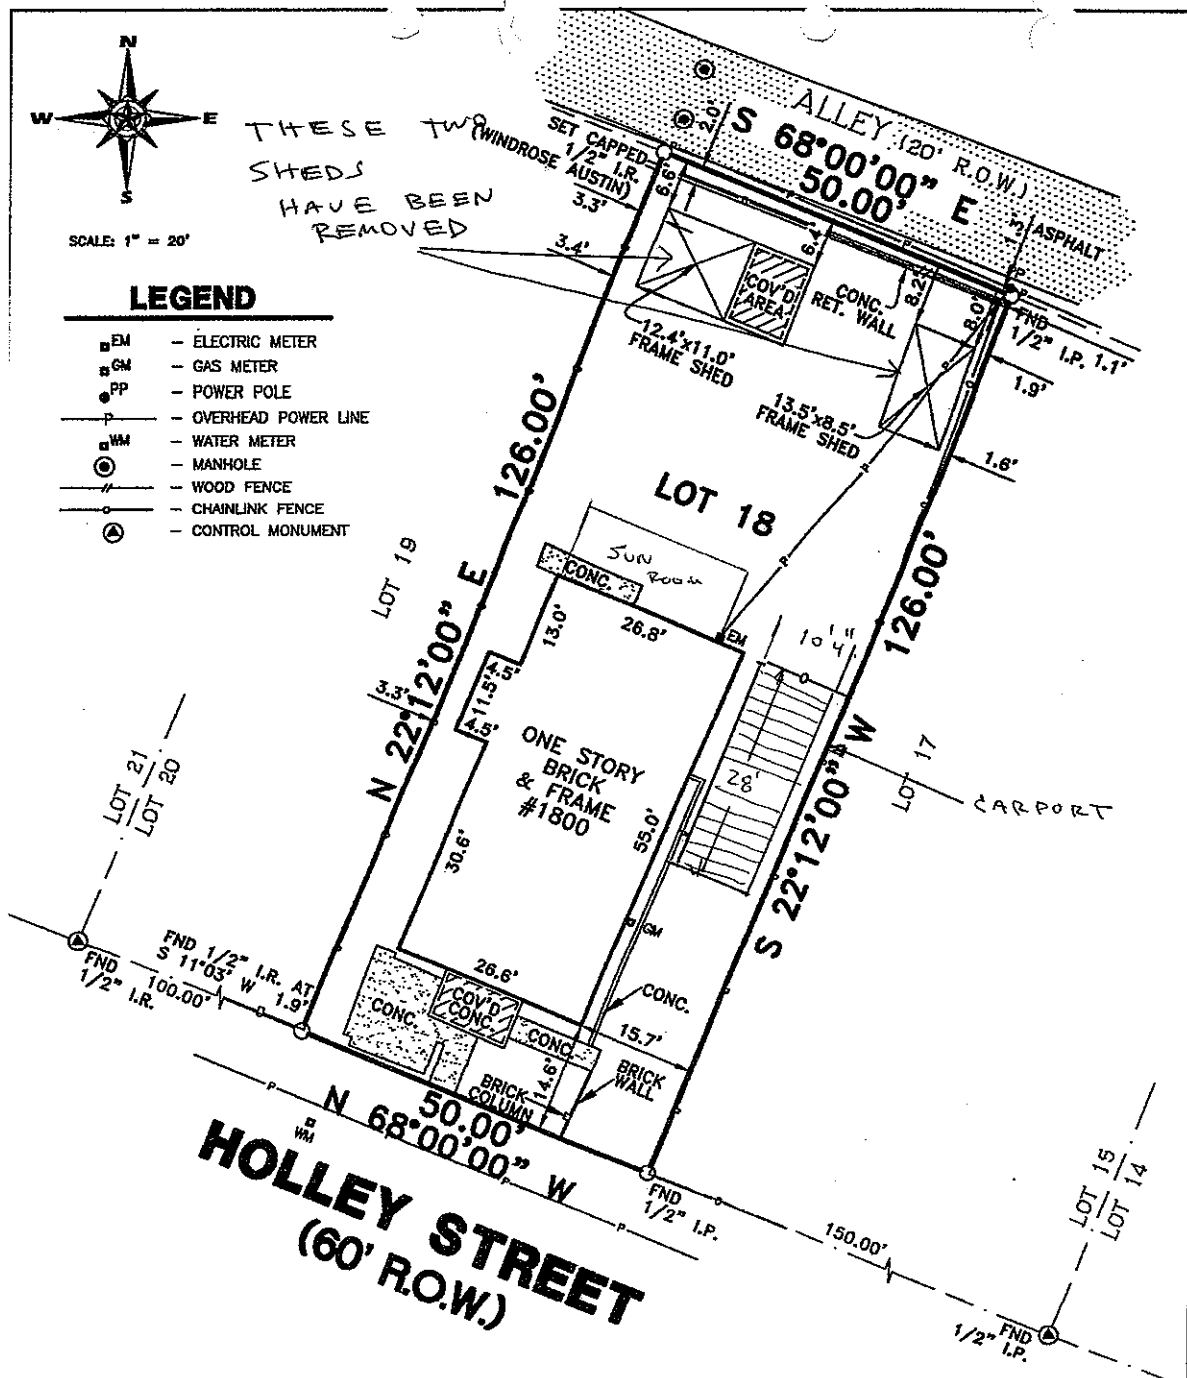 N
W
E
S
SCALE: 1" = 20'
THESE TWO
SHEDS
HAVE BEEN
REMOVED
LEGEND
EM – ELECTRIC METER
GM – GAS METER
PP – POWER POLE
P – OVERHEAD POWER LINE
WM – WATER METER
– MANHOLE
– WOOD FENCE
– CHAINLINK FENCE
– CONTROL MONUMENT
ALLEY (20' R.O.W.)
S 68°00'00" E
50.00'
2.0'
SET CAPPED
1/2" I.R.
(WINDROSE
AUSTIN)
3.3'
3.4'
6.6'
6.4'
8.2'
8.0'
1.3'
ASPHALT
FND
1/2" I.P.
1.1'
1.9'
1.6'
COV'D
AREA
CONC.
RET. WALL
12.4'x11.0'
FRAME SHED
13.5'x8.5'
FRAME SHED
LOT 18
N 22°12'00" E
126.00'
S 22°12'00" W
126.00'
LOT 19
LOT 17
SUN
ROOM
CONC.
26.8'
EM
13.0'
4.5'
11.5'
4.5'
3.3'
30.6'
55.0'
ONE STORY
BRICK
& FRAME
#1800
10' 4"
28'
CARPORT
GM
26.6'
CONC.
COV'D
CONC.
CONC.
CONC.
15.7'
14.6'
BRICK
WALL
BRICK
COLUMN
LOT 21
LOT 20
FND
1/2" I.R.
100.00'
FND 1/2" I.R. AT
S 11°03' W 1.9'
50.00'
N 68°00'00" W
P
WM
HOLLEY STREET
(60' R.O.W.)
FND
1/2" I.P.
150.00'
LOT 15
LOT 14
FND
1/2" I.P.